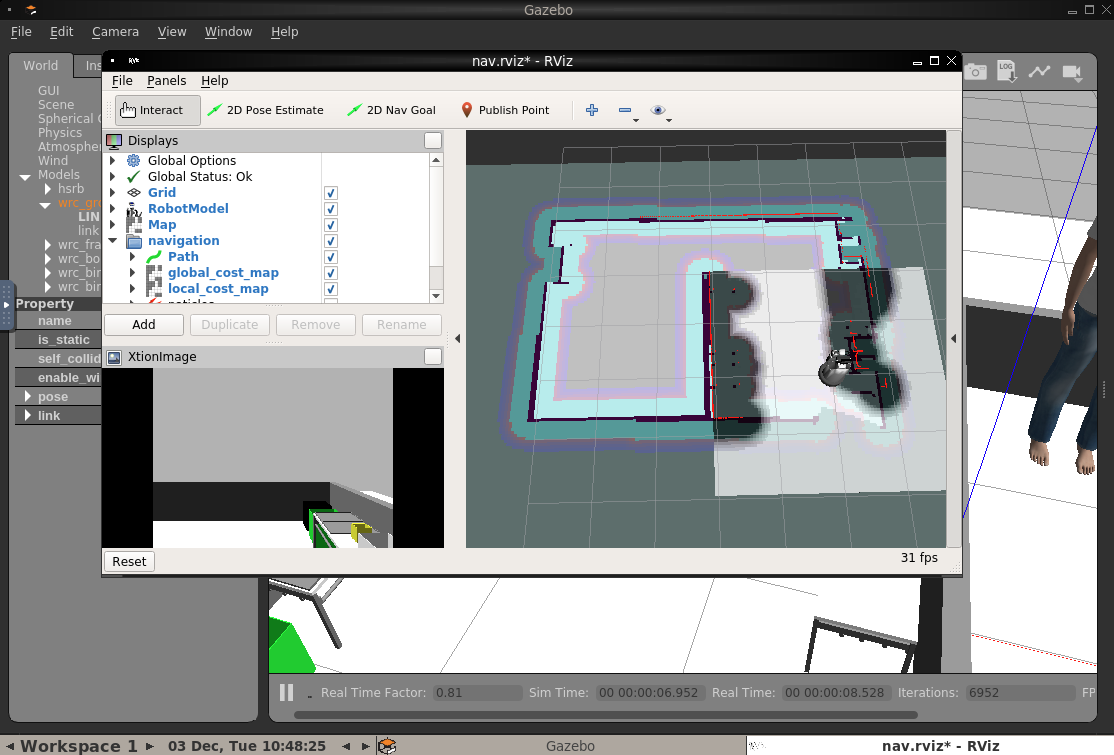 Gazebo
File Edit Camera View Window Help
World Ins
LOG
GUI
Scene
Spherical C
Physics
Atmospher
Wind
Models
hsrb
wrc_gro
LIN
link
wrc_fra
wrc_bo
wrc_bin
wrc_bin
Property
name
is_static
self_collid
enable_wi
pose
link
nav.rviz* - RViz
File Panels Help
Interact 2D Pose Estimate 2D Nav Goal Publish Point
Displays
Global Options
Global Status: Ok
Grid
RobotModel
Map
navigation
Path
global_cost_map
local_cost_map
Add Duplicate Remove Rename
XtionImage
Reset
31 fps
Real Time Factor: 0.81 Sim Time: 00 00:00:06.952 Real Time: 00 00:00:08.528 Iterations: 6952 FP
Workspace 1 03 Dec, Tue 10:48:25 Gazebo nav.rviz* - RViz